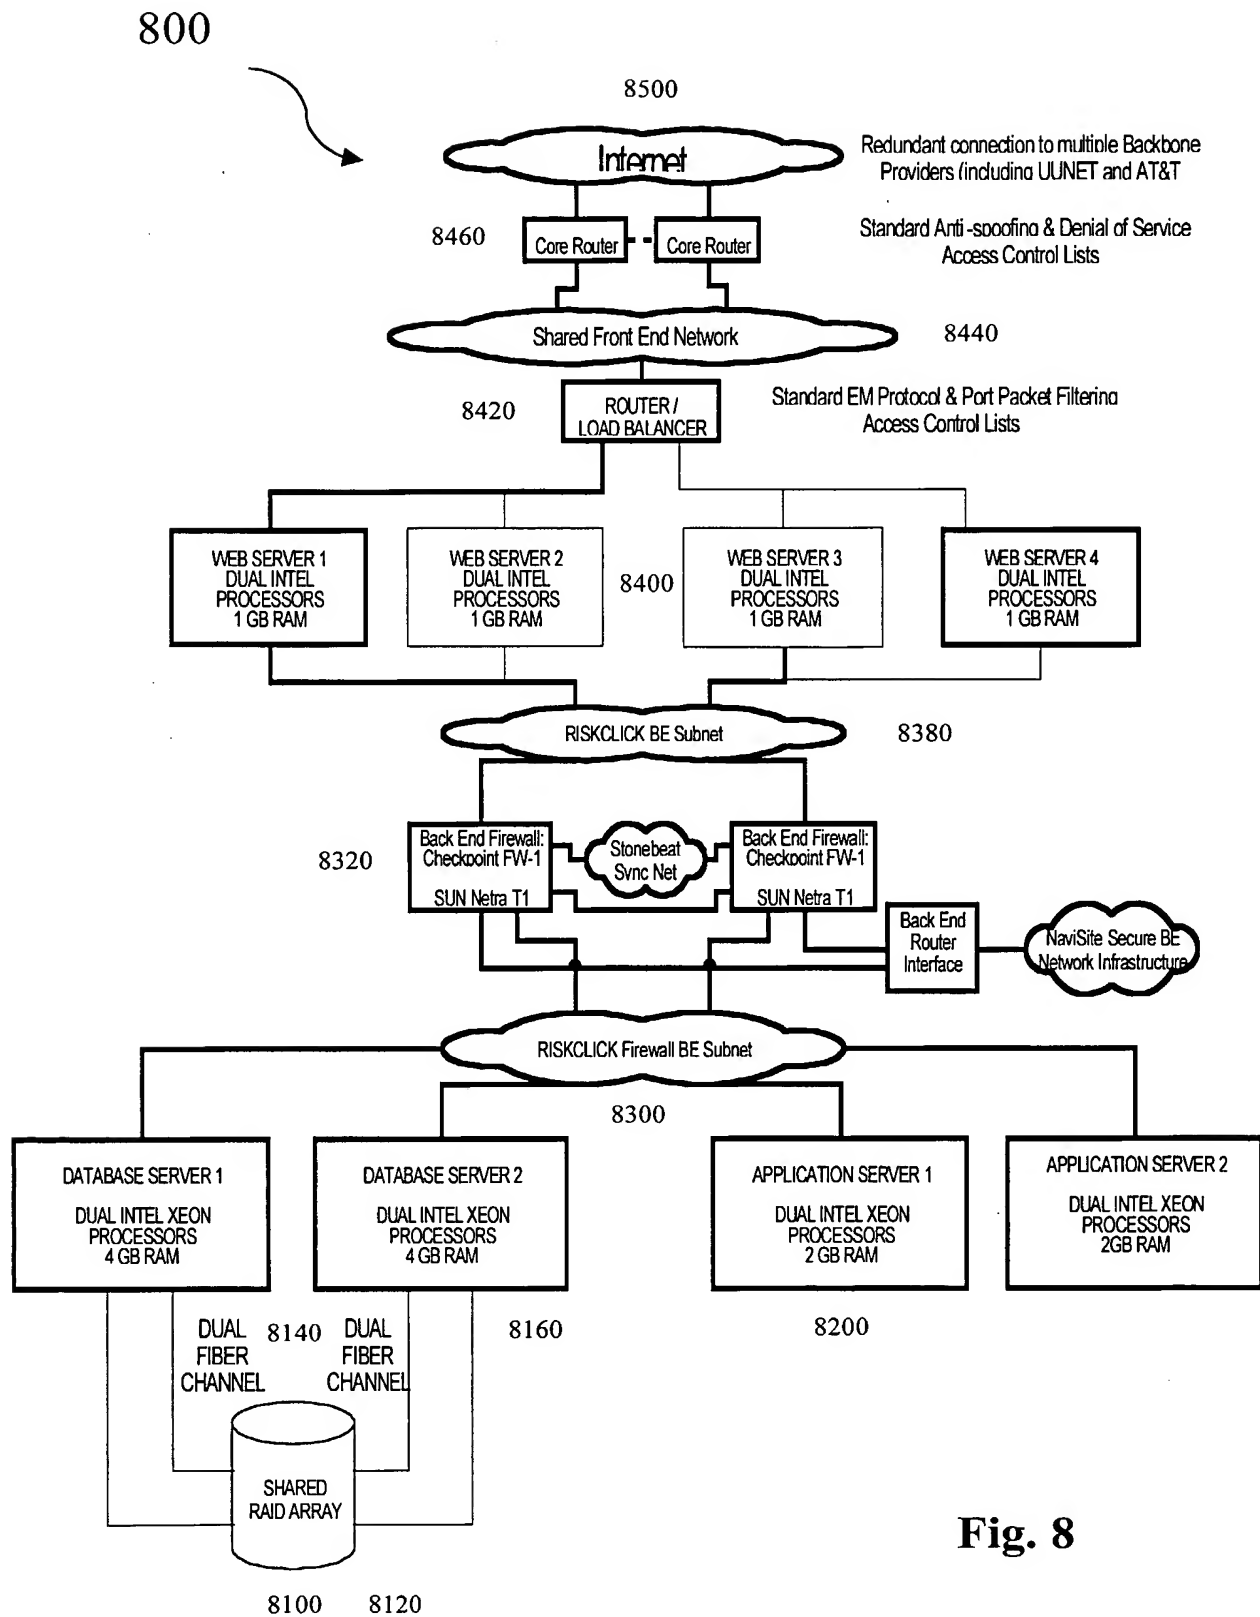 800
8500
Internet
Redundant connection to multiple Backbone
Providers (including UUNET and AT&T
8460
Core Router
Core Router
Standard Anti-spoofing & Denial of Service
Access Control Lists
Shared Front End Network
8440
8420
ROUTER /
LOAD BALANCER
Standard EM Protocol & Port Packet Filtering
Access Control Lists
WEB SERVER 1
DUAL INTEL
PROCESSORS
1 GB RAM
WEB SERVER 2
DUAL INTEL
PROCESSORS
1 GB RAM
8400
WEB SERVER 3
DUAL INTEL
PROCESSORS
1 GB RAM
WEB SERVER 4
DUAL INTEL
PROCESSORS
1 GB RAM
RISKCLICK BE Subnet
8380
8320
Back End Firewall:
Checkpoint FW-1
SUN Netra T1
Stonebeat
Sync Net
Back End Firewall:
Checkpoint FW-1
SUN Netra T1
Back End
Router
Interface
NaviSite Secure BE
Network Infrastructure
RISKCLICK Firewall BE Subnet
8300
DATABASE SERVER 1
DUAL INTEL XEON
PROCESSORS
4 GB RAM
DATABASE SERVER 2
DUAL INTEL XEON
PROCESSORS
4 GB RAM
APPLICATION SERVER 1
DUAL INTEL XEON
PROCESSORS
2 GB RAM
APPLICATION SERVER 2
DUAL INTEL XEON
PROCESSORS
2GB RAM
DUAL
FIBER
CHANNEL
8140
DUAL
FIBER
CHANNEL
8160
8200
SHARED
RAID ARRAY
8100
8120
Fig. 8